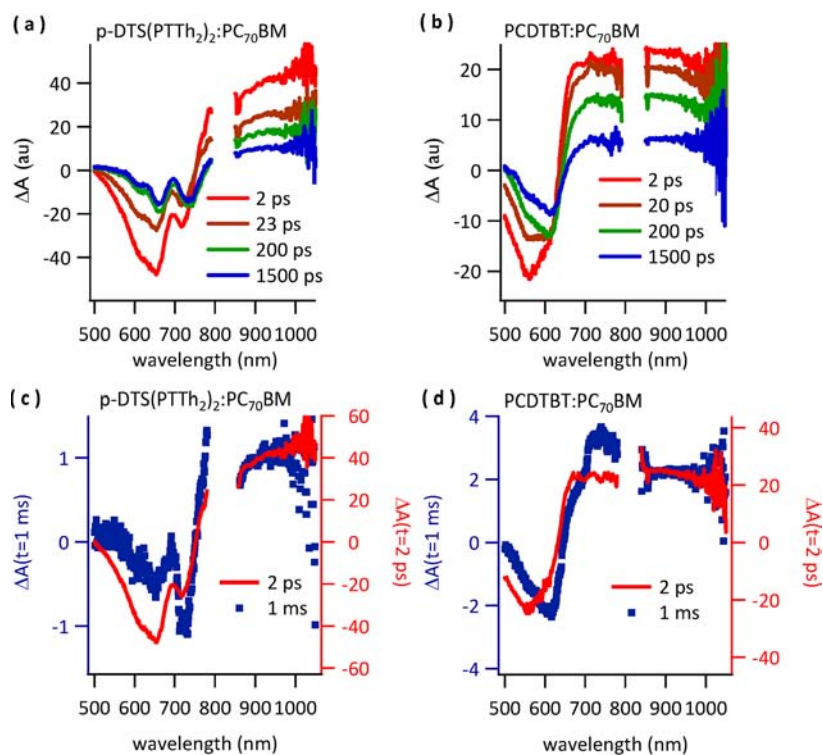 ( a ) p-DTS(PTTh2)2:PC70BM
ΔA (au)
40
20
0
-20
-40
2 ps
23 ps
200 ps
1500 ps
500 600 700 800 900 1000
wavelength (nm)
( b ) PCDTBT:PC70BM
ΔA (au)
20
10
0
-10
-20
2 ps
20 ps
200 ps
1500 ps
500 600 700 800 900 1000
wavelength (nm)
( c ) p-DTS(PTTh2)2:PC70BM
ΔA(t=1 ms)
1
0
-1
2 ps
1 ms
60
40
20
0
-20
-40
-60
ΔA(t=2 ps)
500 600 700 800 900 1000
wavelength (nm)
( d ) PCDTBT:PC70BM
ΔA(t=1 ms)
4
2
0
-2
-4
2 ps
1 ms
40
20
0
-20
-40
ΔA(t=2 ps)
500 600 700 800 900 1000
wavelength (nm)